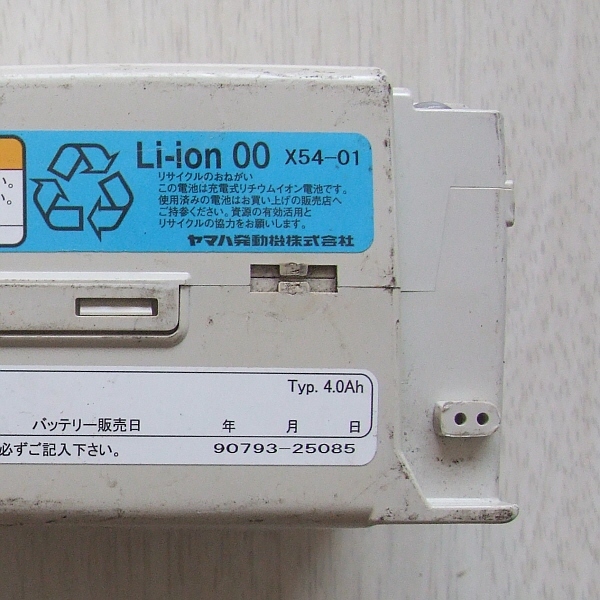 い。
い。
Li-ion 00 X54-01
リサイクルのおねがい
この電池は充電式リチウムイオン電池です。
使用済みの電池はお買い上げの販売店へ
ご持参ください。資源の有効活用と
リサイクルの協力をお願いします。
ヤマハ発動機株式会社
Typ. 4.0Ah
バッテリー販売日 年 月 日
必ずご記入下さい。 90793-25085